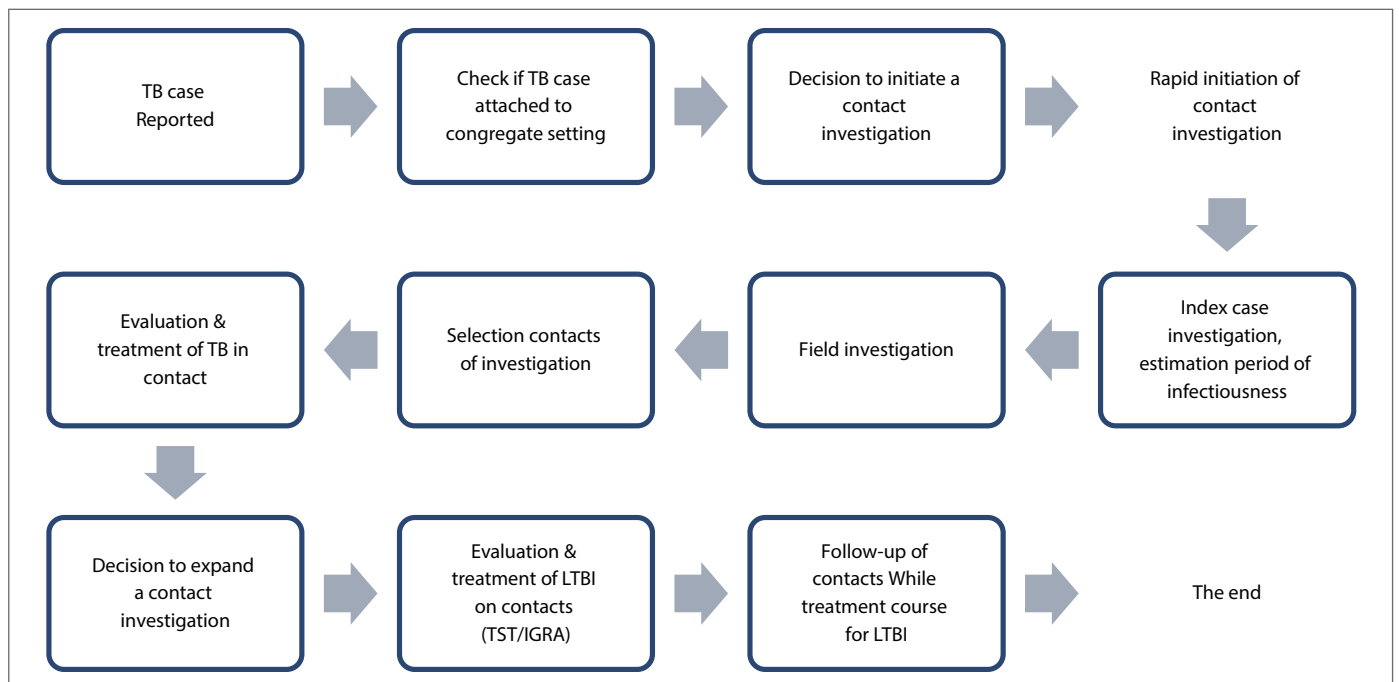 TB case
Reported
Check if TB case
attached to
congregate setting
Decision to initiate a
contact
investigation
Rapid initiation of
contact
investigation
Index case
investigation,
estimation period of
infectiousness
Field investigation
Selection contacts
of investigation
Evaluation &
treatment of TB in
contact
Decision to expand
a contact
investigation
Evaluation &
treatment of LTBI
on contacts
(TST/IGRA)
Follow-up of
contacts While
treatment course
for LTBI
The end